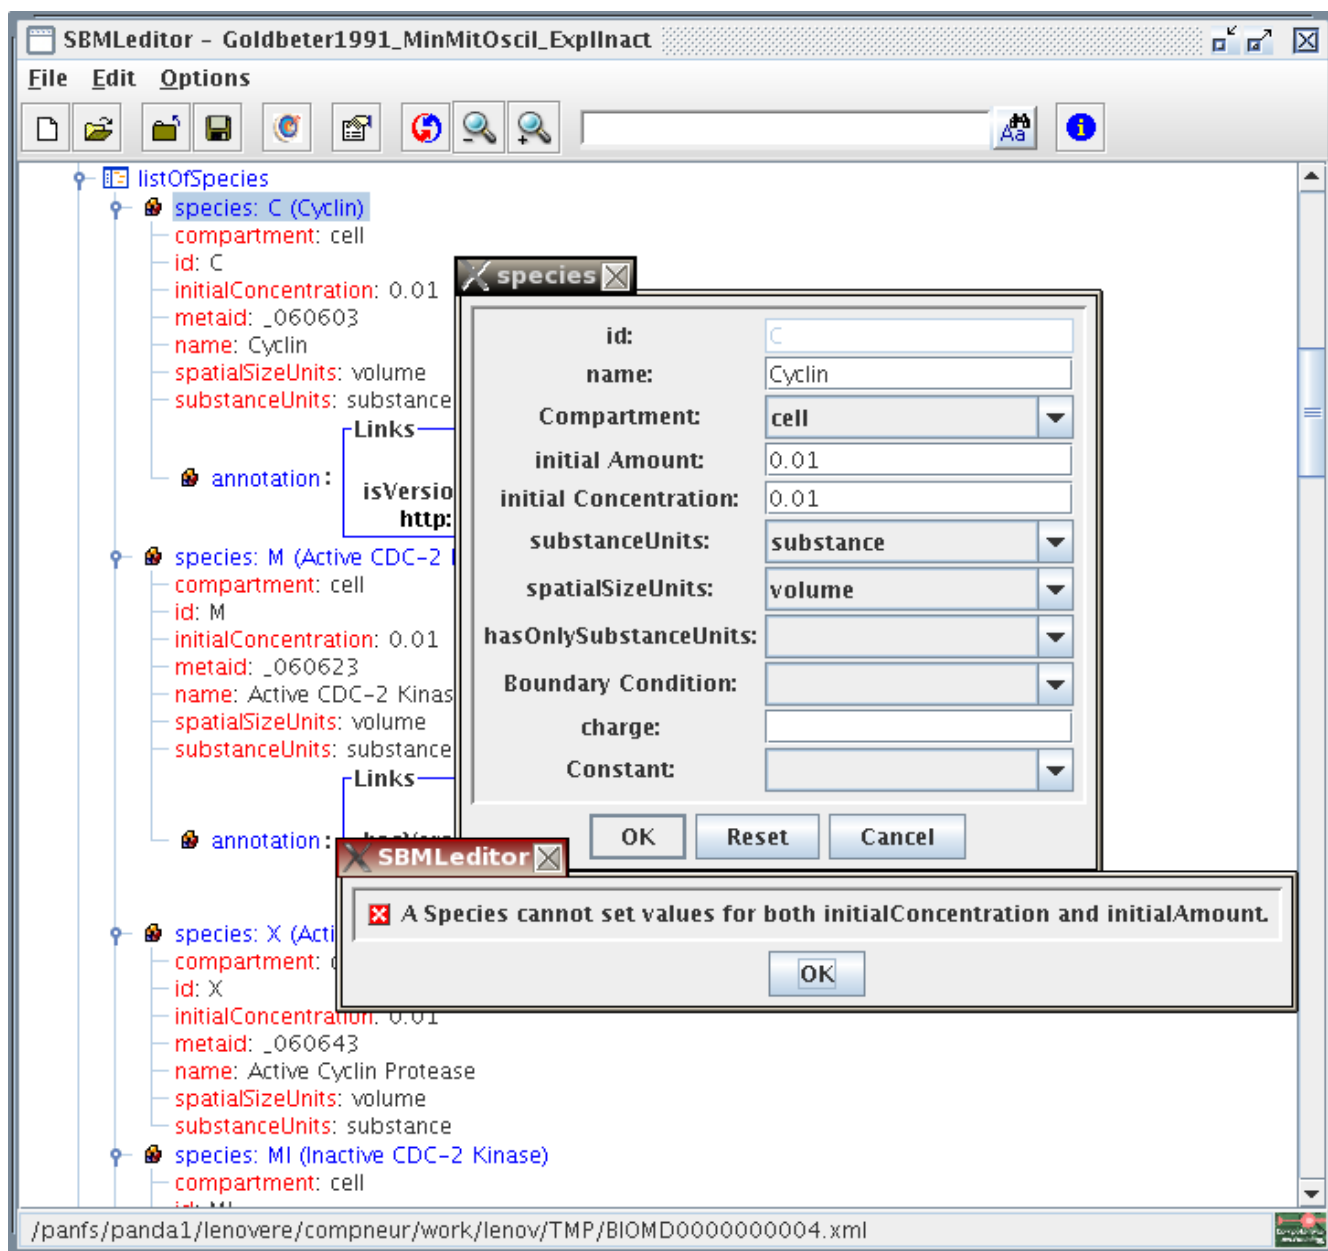 SBMLeditor – Goldbeter1991_MinMitOscil_ExplInact
File Edit Options
Aa
i
listOfSpecies
species: C (Cyclin)
compartment: cell
id: C
initialConcentration: 0.01
metaid: _060603
name: Cyclin
spatialSizeUnits: volume
substanceUnits: substance
Links
annotation:
isVersio
http:
species: M (Active CDC-2
compartment: cell
id: M
initialConcentration: 0.01
metaid: _060623
name: Active CDC-2 Kinas
spatialSizeUnits: volume
substanceUnits: substance
Links
annotation:
species: X (Acti
compartment:
id: X
initialConcentration: 0.01
metaid: _060643
name: Active Cyclin Protease
spatialSizeUnits: volume
substanceUnits: substance
species: MI (Inactive CDC-2 Kinase)
compartment: cell
id: MI
species
id: C
name: Cyclin
Compartment: cell
initial Amount: 0.01
initial Concentration: 0.01
substanceUnits: substance
spatialSizeUnits: volume
hasOnlySubstanceUnits:
Boundary Condition:
charge:
Constant:
OK Reset Cancel
SBMLeditor
A Species cannot set values for both initialConcentration and initialAmount.
OK
/panfs/panda1/lenovere/compneur/work/lenov/TMP/BIOMD0000000004.xml